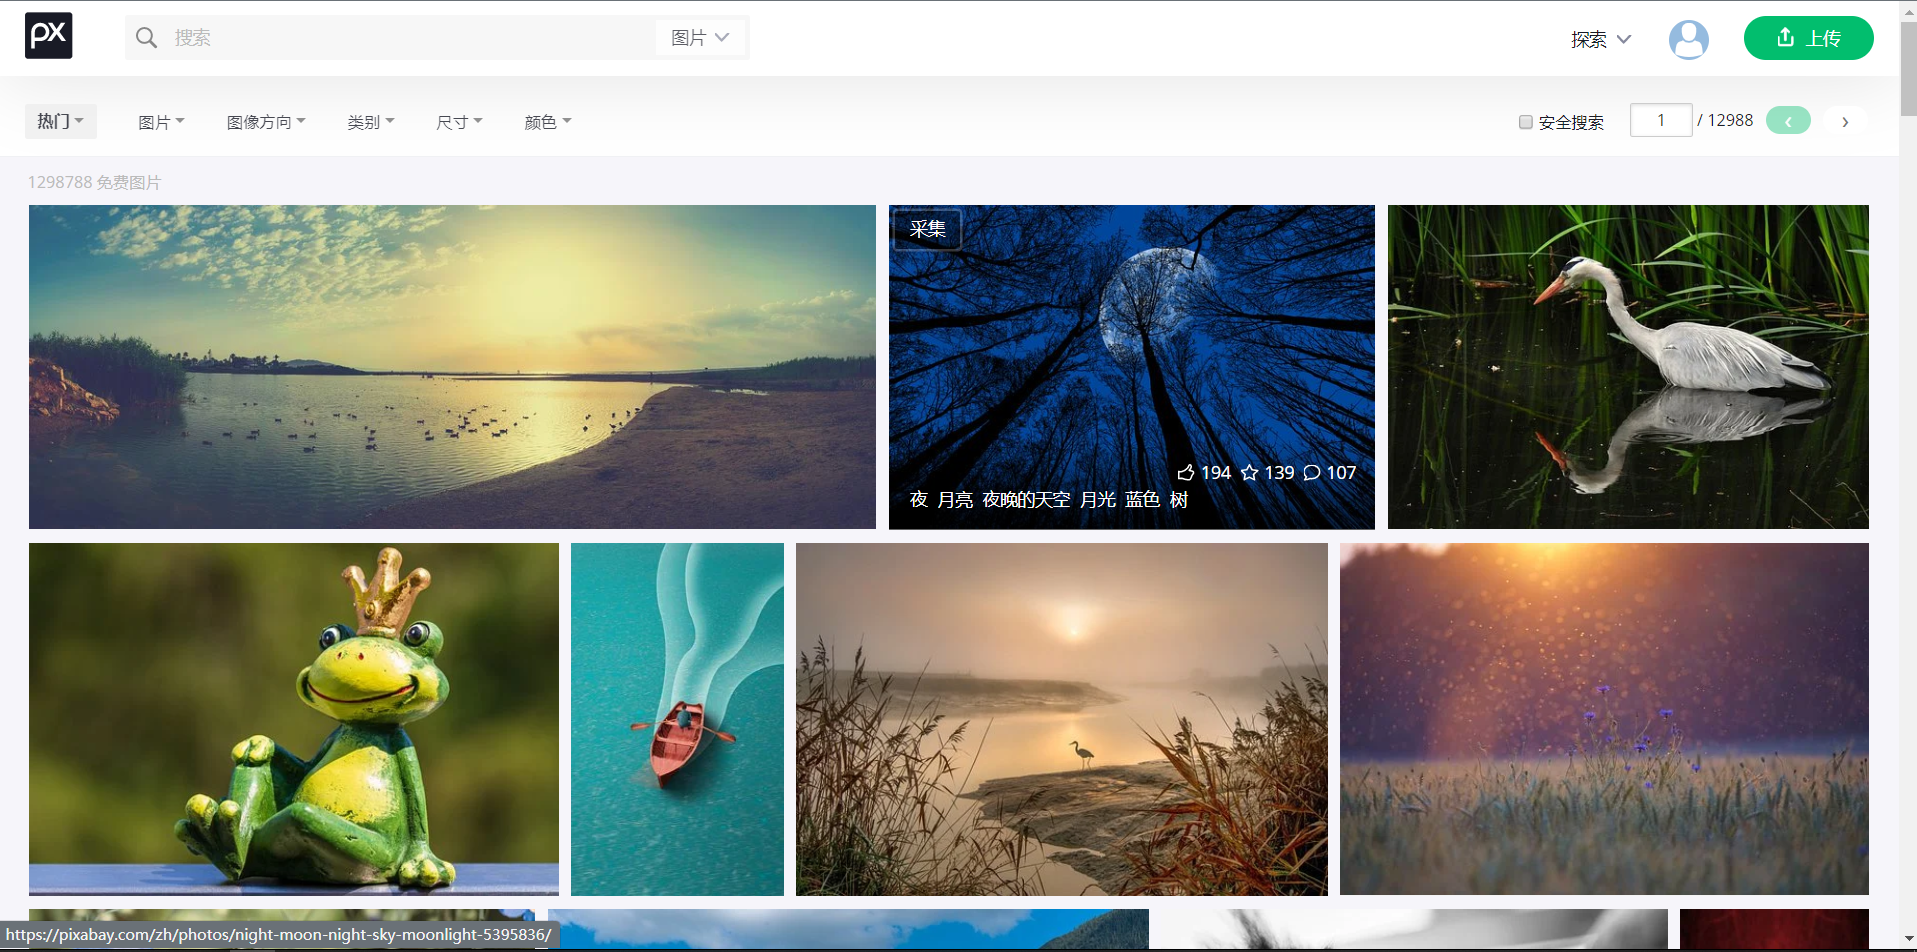 px
搜索
图片
探索
上传
热门
图片
图像方向
类别
尺寸
颜色
安全搜索
1
/ 12988
1298788 免费图片
采集
194 139 107
夜 月亮 夜晚的天空 月光 蓝色 树
https://pixabay.com/zh/photos/night-moon-night-sky-moonlight-5395836/